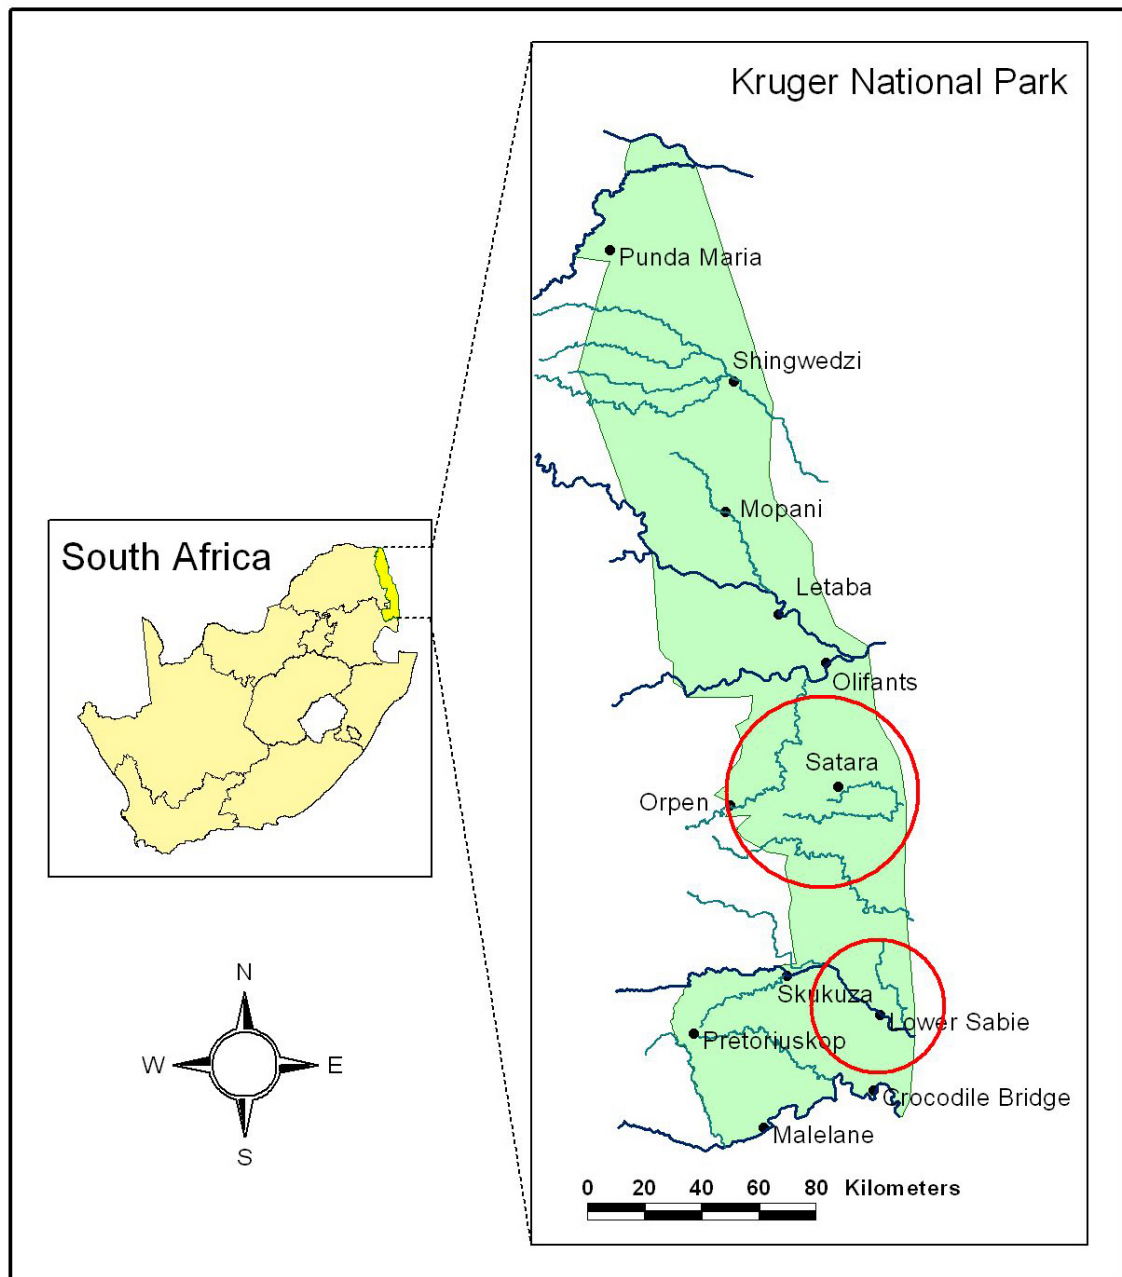 Kruger National Park
Punda Maria
Shingwedzi
Mopani
Letaba
Olifants
Satara
Orpen
Skukuza
Lower Sabie
Pretoriuskop
Crocodile Bridge
Malelane
0 20 40 60 80 Kilometers
South Africa
N
W E
S